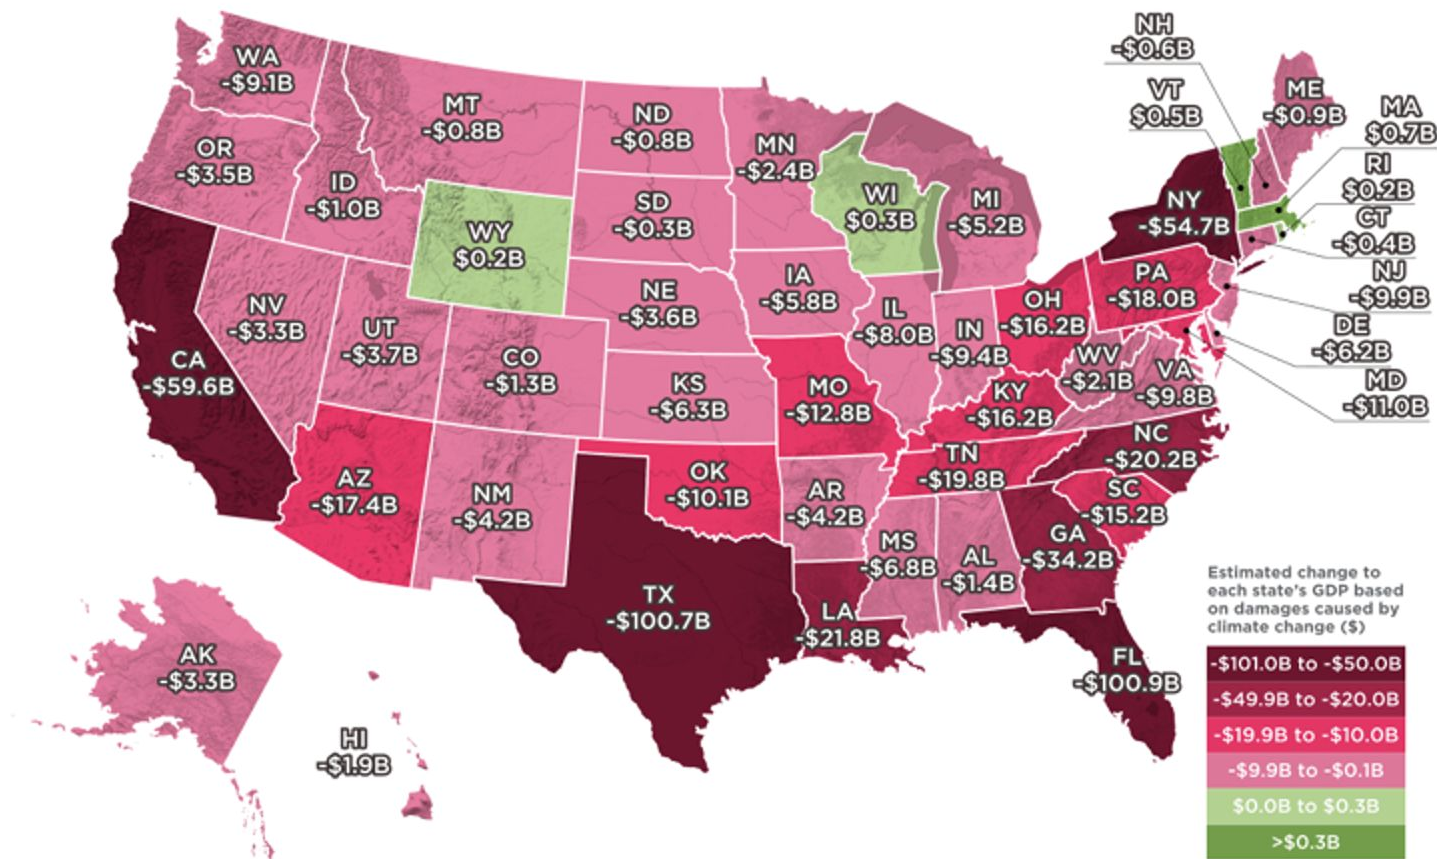 NH
-$0.6B
WA
-$9.1B
VT
$0.5B
ME
-$0.9B
MA
$0.7B
MT
-$0.8B
ND
-$0.8B
MN
-$2.4B
OR
-$3.5B
RI
$0.2B
ID
-$1.0B
SD
-$0.3B
WI
$0.3B
MI
-$5.2B
NY
-$54.7B
CT
-$0.4B
WY
$0.2B
NJ
-$9.9B
IA
-$5.8B
PA
-$18.0B
NV
-$3.3B
NE
-$3.6B
IL
-$8.0B
IN
-$9.4B
OH
-$16.2B
DE
-$6.2B
UT
-$3.7B
CA
-$59.6B
CO
-$1.3B
WV
-$2.1B
VA
-$9.8B
MD
-$11.0B
KS
-$6.3B
MO
-$12.8B
KY
-$16.2B
NC
-$20.2B
AZ
-$17.4B
NM
-$4.2B
OK
-$10.1B
AR
-$4.2B
TN
-$19.8B
SC
-$15.2B
MS
-$6.8B
AL
-$1.4B
GA
-$34.2B
TX
-$100.7B
LA
-$21.8B
FL
-$100.9B
AK
-$3.3B
HI
-$1.9B
Estimated change to
each state's GDP based
on damages caused by
climate change ($)
-$101.0B to -$50.0B
-$49.9B to -$20.0B
-$19.9B to -$10.0B
-$9.9B to -$0.1B
$0.0B to $0.3B
>$0.3B